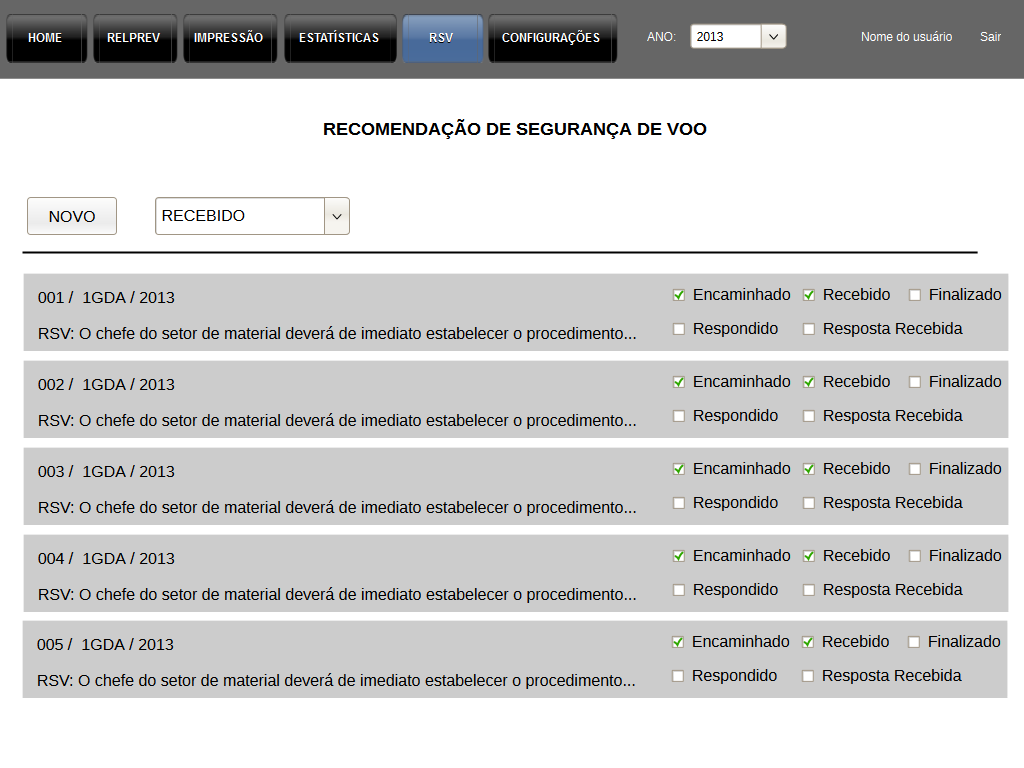 HOME RELPREV IMPRESSÃO ESTATÍSTICAS RSV CONFIGURAÇÕES ANO: 2013 Nome do usuário Sair
RECOMENDAÇÃO DE SEGURANÇA DE VOO
NOVO RECEBIDO
001 / 1GDA / 2013 Encaminhado Recebido Finalizado
RSV: O chefe do setor de material deverá de imediato estabelecer o procedimento... Respondido Resposta Recebida
002 / 1GDA / 2013 Encaminhado Recebido Finalizado
RSV: O chefe do setor de material deverá de imediato estabelecer o procedimento... Respondido Resposta Recebida
003 / 1GDA / 2013 Encaminhado Recebido Finalizado
RSV: O chefe do setor de material deverá de imediato estabelecer o procedimento... Respondido Resposta Recebida
004 / 1GDA / 2013 Encaminhado Recebido Finalizado
RSV: O chefe do setor de material deverá de imediato estabelecer o procedimento... Respondido Resposta Recebida
005 / 1GDA / 2013 Encaminhado Recebido Finalizado
RSV: O chefe do setor de material deverá de imediato estabelecer o procedimento... Respondido Resposta Recebida